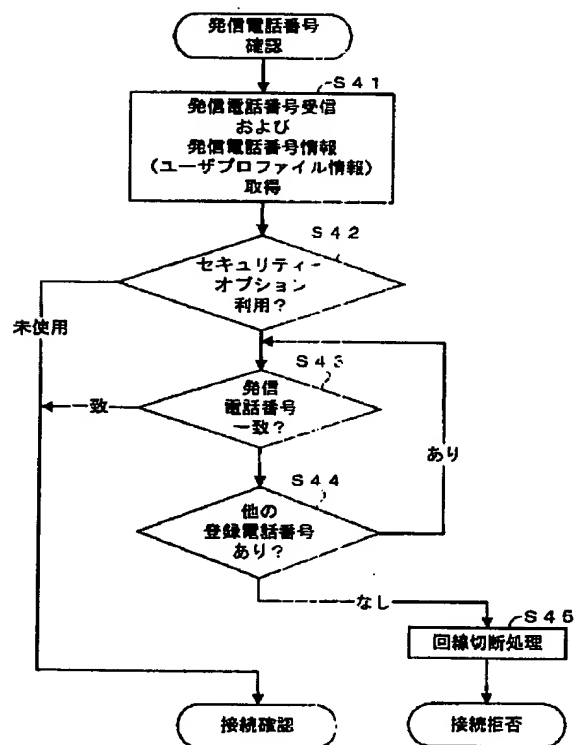 発信電話番号
確認
S41
発信電話番号受信
および
発信電話番号情報
(ユーザプロファイル情報)
取得
S42
セキュリティー
オプション
利用?
未使用
S43
発信
電話番号
一致?
一致
あり
S44
他の
登録電話番号
あり?
なし
S45
回線切断処理
接続確認
接続拒否